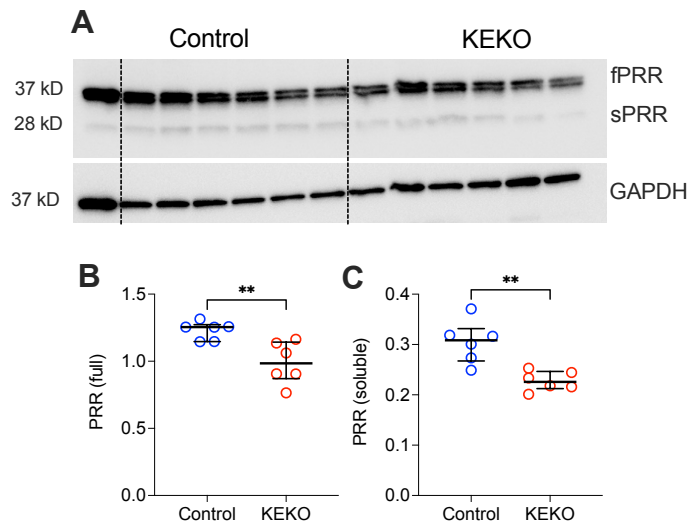 A
Control KEKO
37 kD fPRR
28 kD sPRR
37 kD GAPDH
B
**
1.5
1.0
0.5
0.0
PRR (full)
Control KEKO
C
**
0.4
0.3
0.2
0.1
0.0
PRR (soluble)
Control KEKO